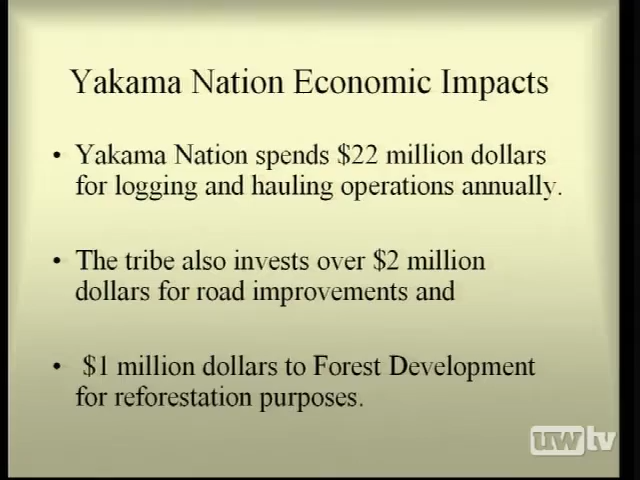 Yakama Nation Economic Impacts
• Yakama Nation spends $22 million dollars
for logging and hauling operations annually.
• The tribe also invests over $2 million
dollars for road improvements and
• $1 million dollars to Forest Development
for reforestation purposes.
uwtv